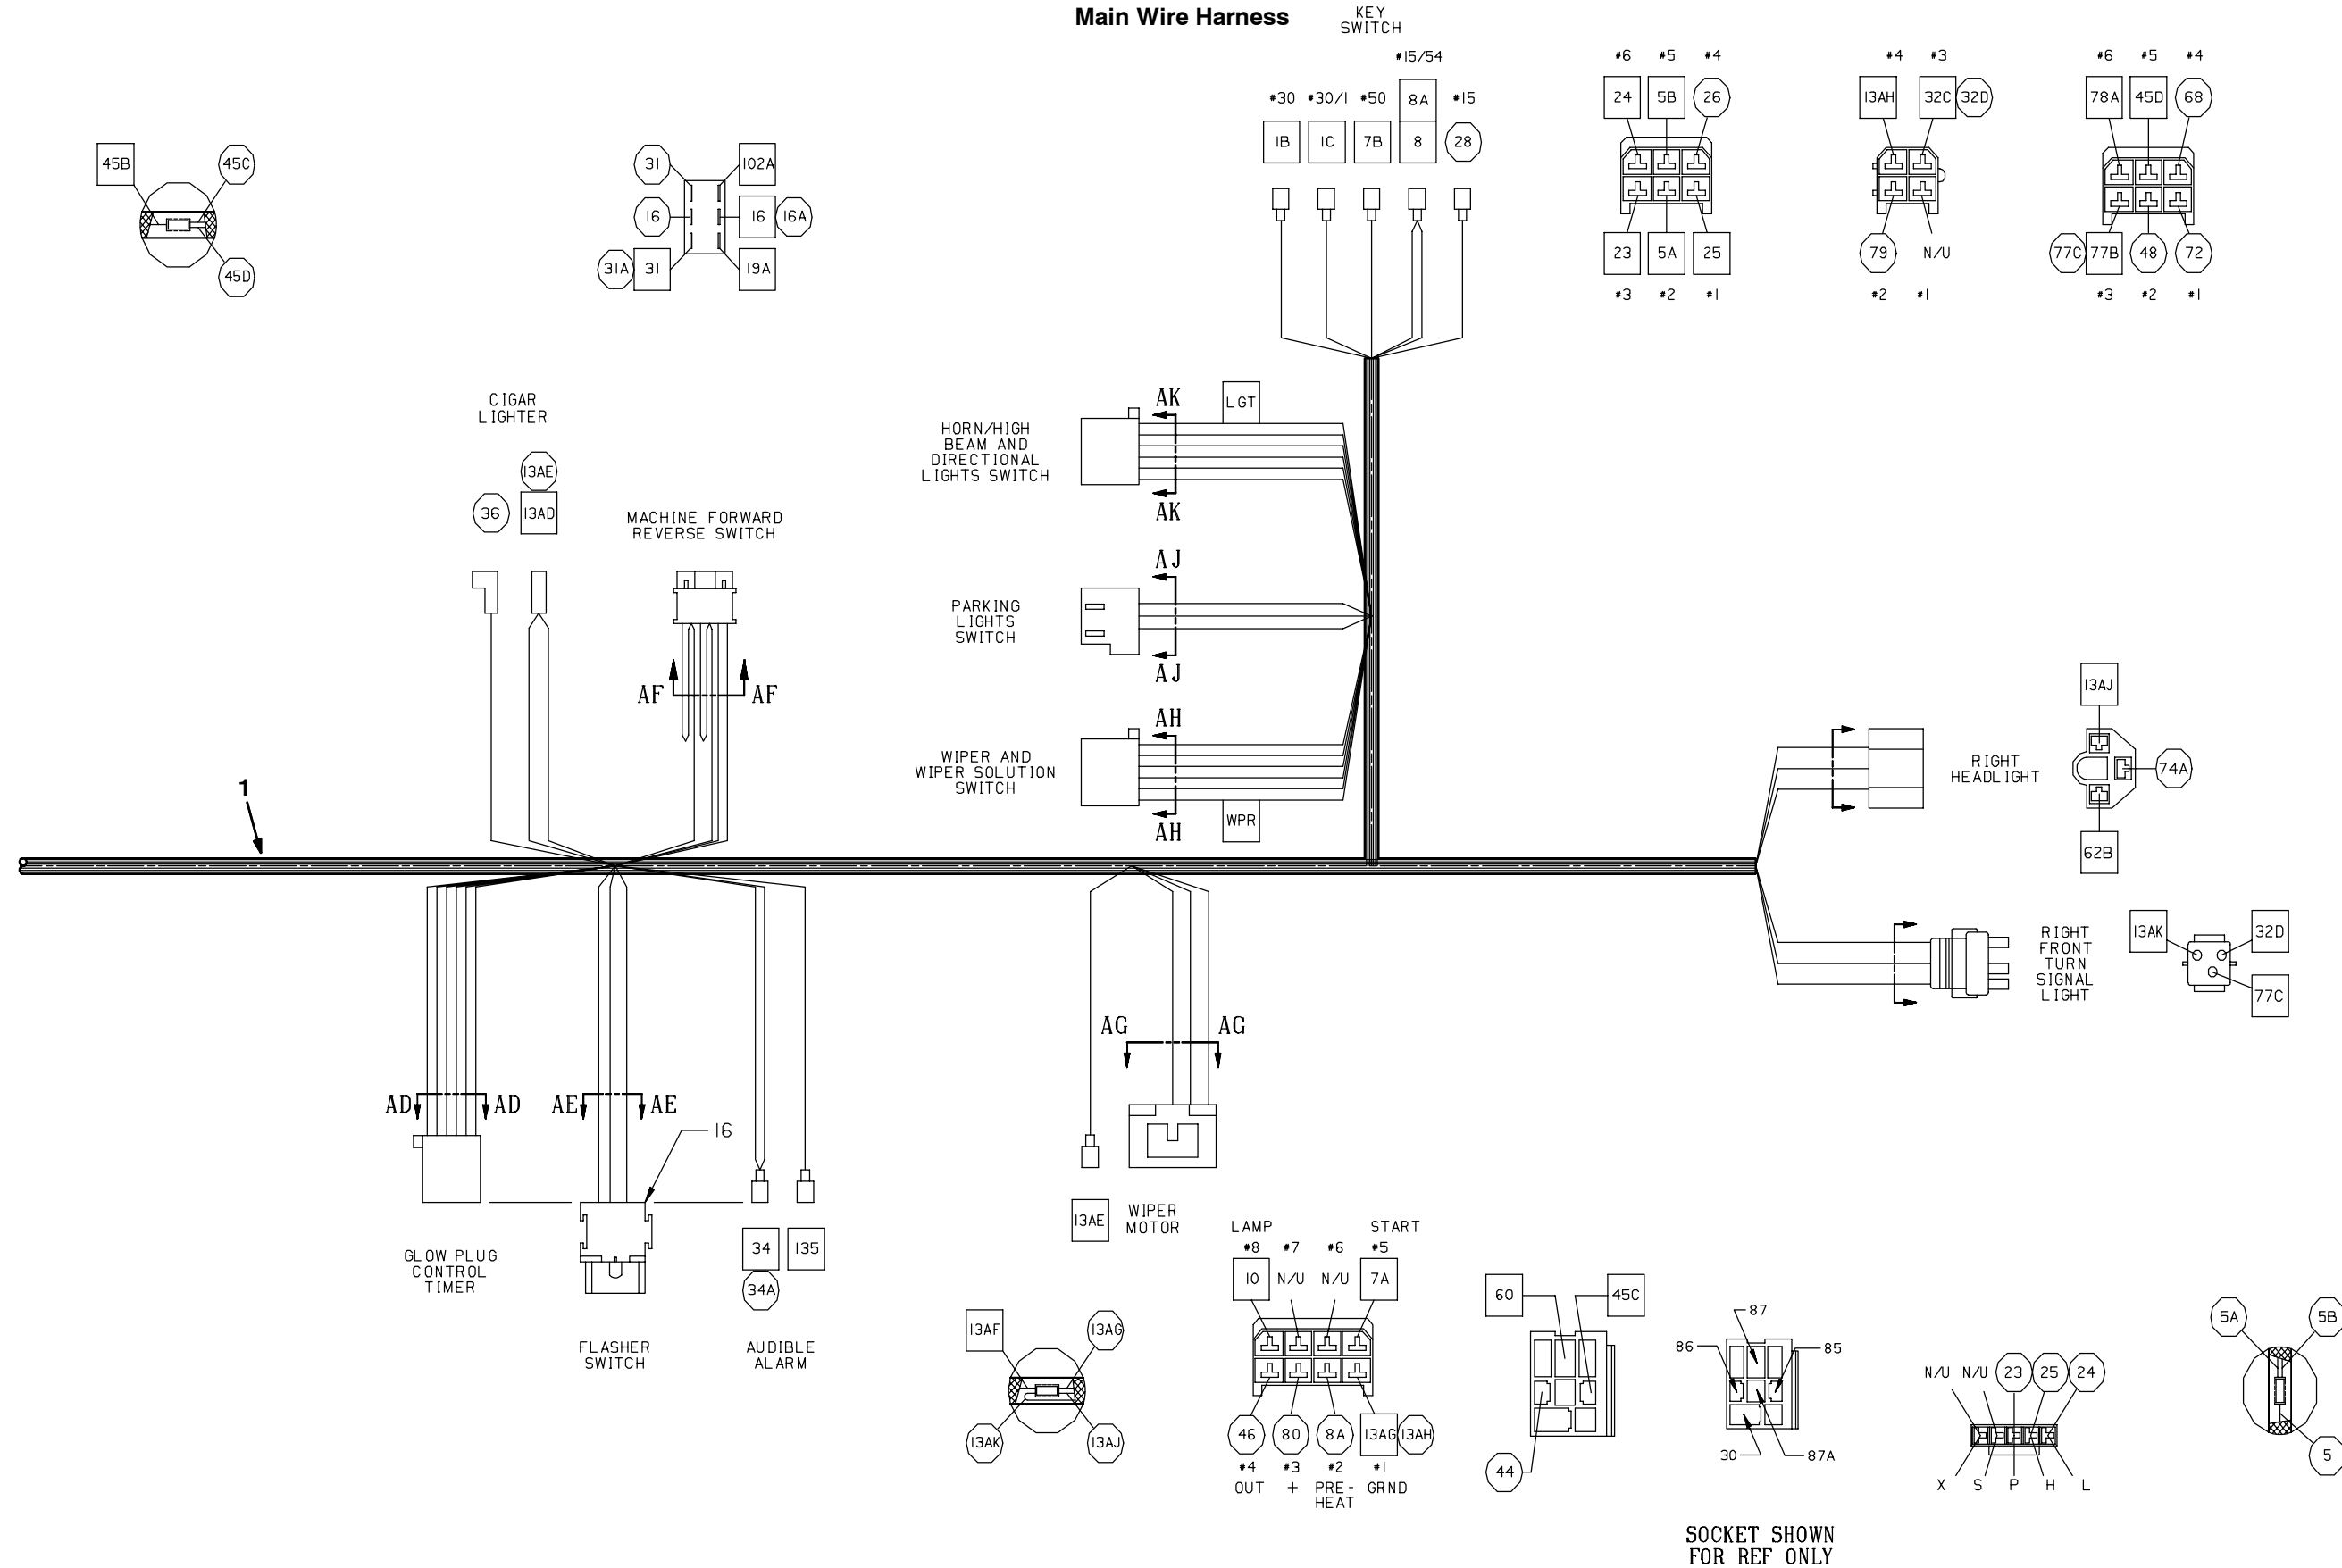 Main Wire Harness
KEY
SWITCH
#15/54
#30 #30/1 #50 8A #15
1B 1C 7B 8 28
#6 #5 #4
24 5B 26
23 5A 25
#3 #2 #1
#4 #3
13AH 32C 32D
79 N/U
#2 #1
#6 #5 #4
78A 45D 68
77C 77B 48 72
#3 #2 #1
45B 45C
45D
31 102A
16 16 16A
31A 31 19A
CIGAR
LIGHTER
13AE
36 13AD
MACHINE FORWARD
REVERSE SWITCH
AF AF
HORN/HIGH
BEAM AND
DIRECTIONAL
LIGHTS SWITCH
AK
LGT
AK
PARKING
LIGHTS
SWITCH
AJ
AJ
WIPER AND
WIPER SOLUTION
SWITCH
AH
AH
WPR
1
RIGHT
HEADLIGHT
13AJ
74A
62B
RIGHT
FRONT
TURN
SIGNAL
LIGHT
13AK 32D
77C
AD AD
AE AE
16
AG AG
GLOW PLUG
CONTROL
TIMER
FLASHER
SWITCH
34 135
34A
AUDIBLE
ALARM
13AE
WIPER
MOTOR
13AF 13AG
13AK 13AJ
LAMP START
#8 #7 #6 #5
10 N/U N/U 7A
46 80 8A 13AG 13AH
#4 #3 #2 #1
OUT + PRE- GRND
HEAT
60 45C
44
87
86 85
30 87A
SOCKET SHOWN
FOR REF ONLY
N/U N/U 23 25 24
X S P H L
5A 5B
5